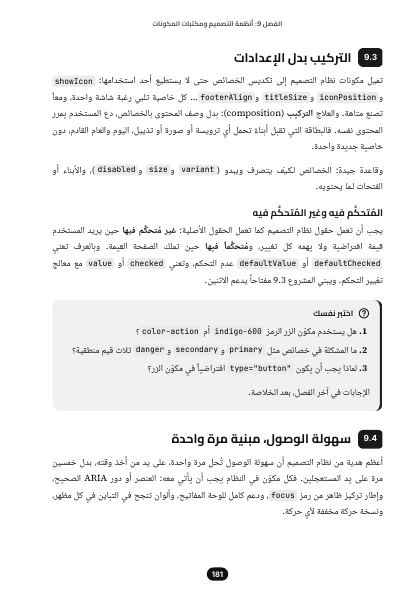 الفصل 9: أنظمة التصميم ومكتبات المكونات
9.3 التركيب بدل الإعدادات
تميل مكونات نظام التصميم إلى تكديس الخصائص حتى لا يستطيع أحد استخدامها: showIcon
و iconPosition و titleSize و footerAlign ... كل خاصية تلبي رغبة شاشة واحدة، ومعاً
تصنع متاهة. والعلاج التركيب (composition): بدل وصف المحتوى بالخصائص، دع المستخدم يمرر
المحتوى نفسه. فالبطاقة التي تقبل أبناءً تحمل أي ترويسة أو صورة أو تذييل، اليوم والعام القادم، دون
خاصية جديدة واحدة.
وقاعدة جيدة: الخصائص لكيف يتصرف ويبدو ( variant و size و disabled )، والأبناء أو
الفتحات لما يحتويه.
المُتحكَّم فيه وغير المُتحكَّم فيه
يجب أن تعمل حقول نظام التصميم كما تعمل الحقول الأصلية: غير مُتحكَّم فيها حين يريد المستخدم
قيمة افتراضية ولا يهمه كل تغيير، ومُتحكَّماً فيها حين تملك الصفحة القيمة. وبالعرف تعني
defaultChecked أو defaultValue عدم التحكم، وتعني checked أو value مع معالج
تغيير التحكم. ويبني المشروع 9.3 مفتاحاً يدعم الاثنين.
اختبر نفسك
1. هل يستخدم مكوّن الزر الرمز indigo-600 أم color-action ؟
2. ما المشكلة في خصائص مثل primary و secondary و danger ثلاث قيم منطقية؟
3. لماذا يجب أن يكون type="button" افتراضياً في مكوّن الزر؟
الإجابات في آخر الفصل، بعد الخلاصة.
9.4 سهولة الوصول، مبنية مرة واحدة
أعظم هدية من نظام التصميم أن سهولة الوصول تُحل مرة واحدة، على يد من أخذ وقته، بدل خمسين
مرة على يد المستعجلين. فكل مكوّن في النظام يجب أن يأتي معه: العنصر أو دور ARIA الصحيح،
وإطار تركيز ظاهر من رمز focus ، ودعم كامل للوحة المفاتيح، وألوان تنجح في التباين في كل مظهر،
ونسخة حركة مخففة لأي حركة.
181